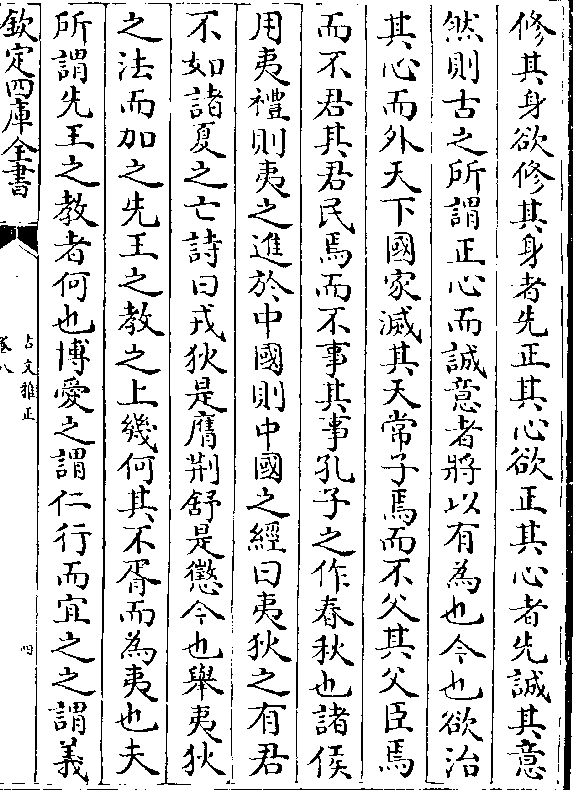 修其身欲修其身者先正其心欲正其心者先誠其意
然則古之所謂正心而誠意者將以有為也今也欲治
其心而外天下國家滅其天常子焉而不父其父臣焉
而不君其君民焉而不事其事孔子之作春秋也諸侯
用夷禮則夷之進於中國則中國之經曰夷狄之有君
不如諸夏之亡詩曰戎狄是膺荆舒是懲今也舉夷狄
之法而加之先王之教之上幾何其不胥而為夷也夫
所謂先王之教者何也博愛之謂仁行而宜之之謂義
欽定四庫全書
古文雅正
卷八
四